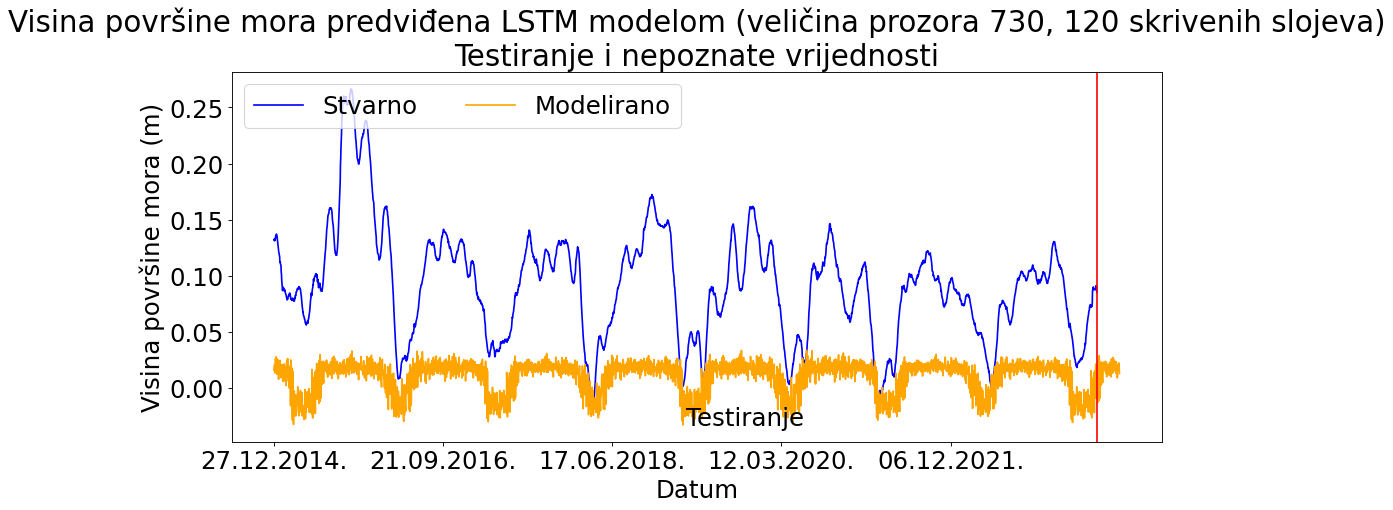 Visina površine mora predviđena LSTM modelom (veličina prozora 730, 120 skrivenih slojeva)
Testiranje i nepoznate vrijednosti
Stvarno
Modelirano
Visina površine mora (m)
0.25
0.20
0.15
0.10
0.05
0.00
Testiranje
27.12.2014.
21.09.2016.
17.06.2018.
12.03.2020.
06.12.2021.
Datum